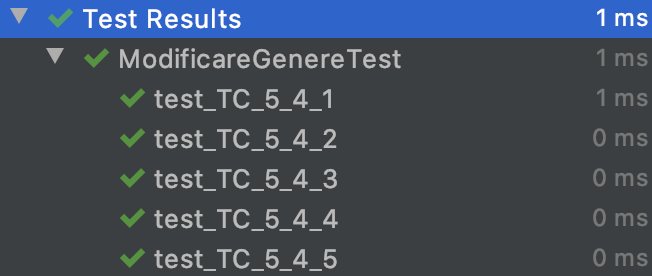 Test Results 1 ms
ModificareGenereTest 1 ms
test_TC_5_4_1 1 ms
test_TC_5_4_2 0 ms
test_TC_5_4_3 0 ms
test_TC_5_4_4 0 ms
test_TC_5_4_5 0 ms